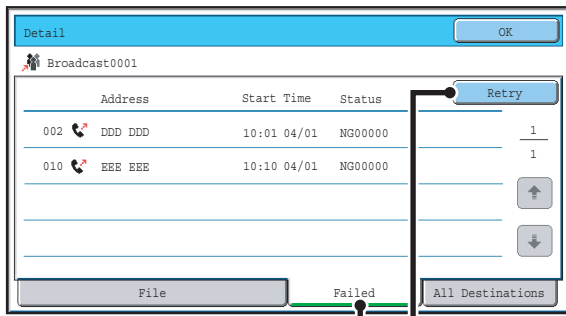 Detail OK
Broadcast0001
Address Start Time Status Retry
002 DDD DDD 10:01 04/01 NG00000 1
010 EEE EEE 10:10 04/01 NG00000 1
File Failed All Destinations